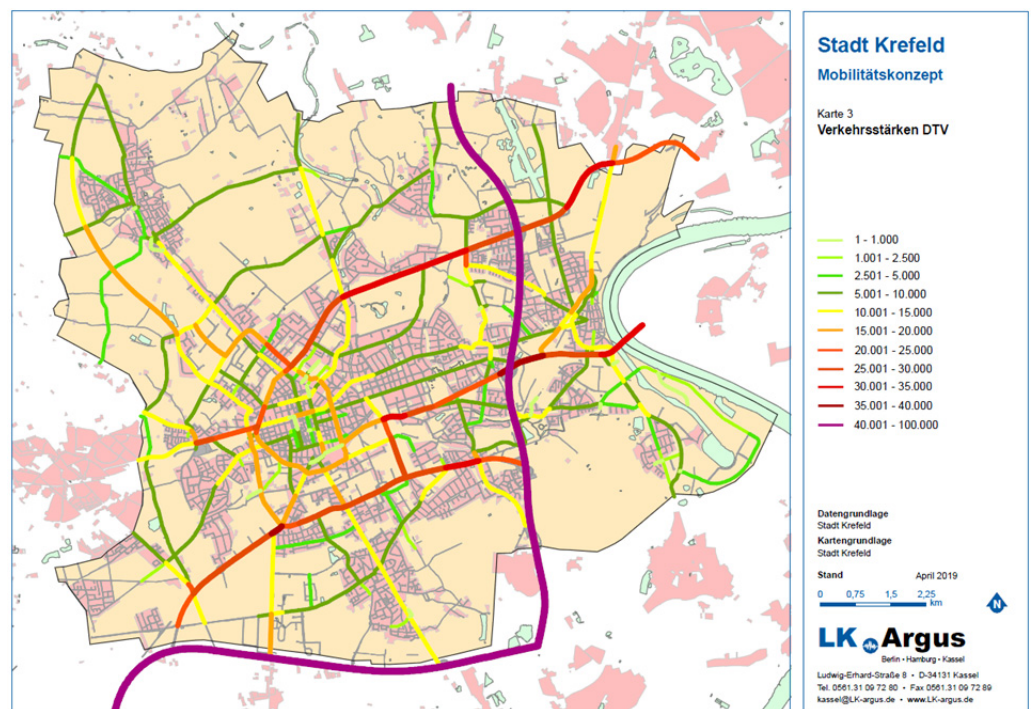 Stadt Krefeld
Mobilitätskonzept
Karte 3
Verkehrsstärken DTV
1 - 1.000
1.001 - 2.500
2.501 - 5.000
5.001 - 10.000
10.001 - 15.000
15.001 - 20.000
20.001 - 25.000
25.001 - 30.000
30.001 - 35.000
35.001 - 40.000
40.001 - 100.000
Datengrundlage
Stadt Krefeld
Kartengrundlage
Stadt Krefeld
Stand April 2019
0 0,75 1,5 2,25
km
N
LK Argus
Berlin • Hamburg • Kassel
Ludwig-Erhard-Straße 8 • D-34131 Kassel
Tel. 0561.31 09 72 80 • Fax 0561.31 09 72 89
kassel@LK-argus.de • www.LK-argus.de